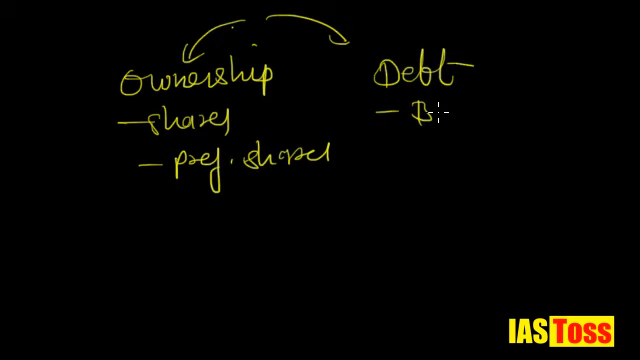 Ownership
Debt
- shares
- B
- pref. shares
IASToss